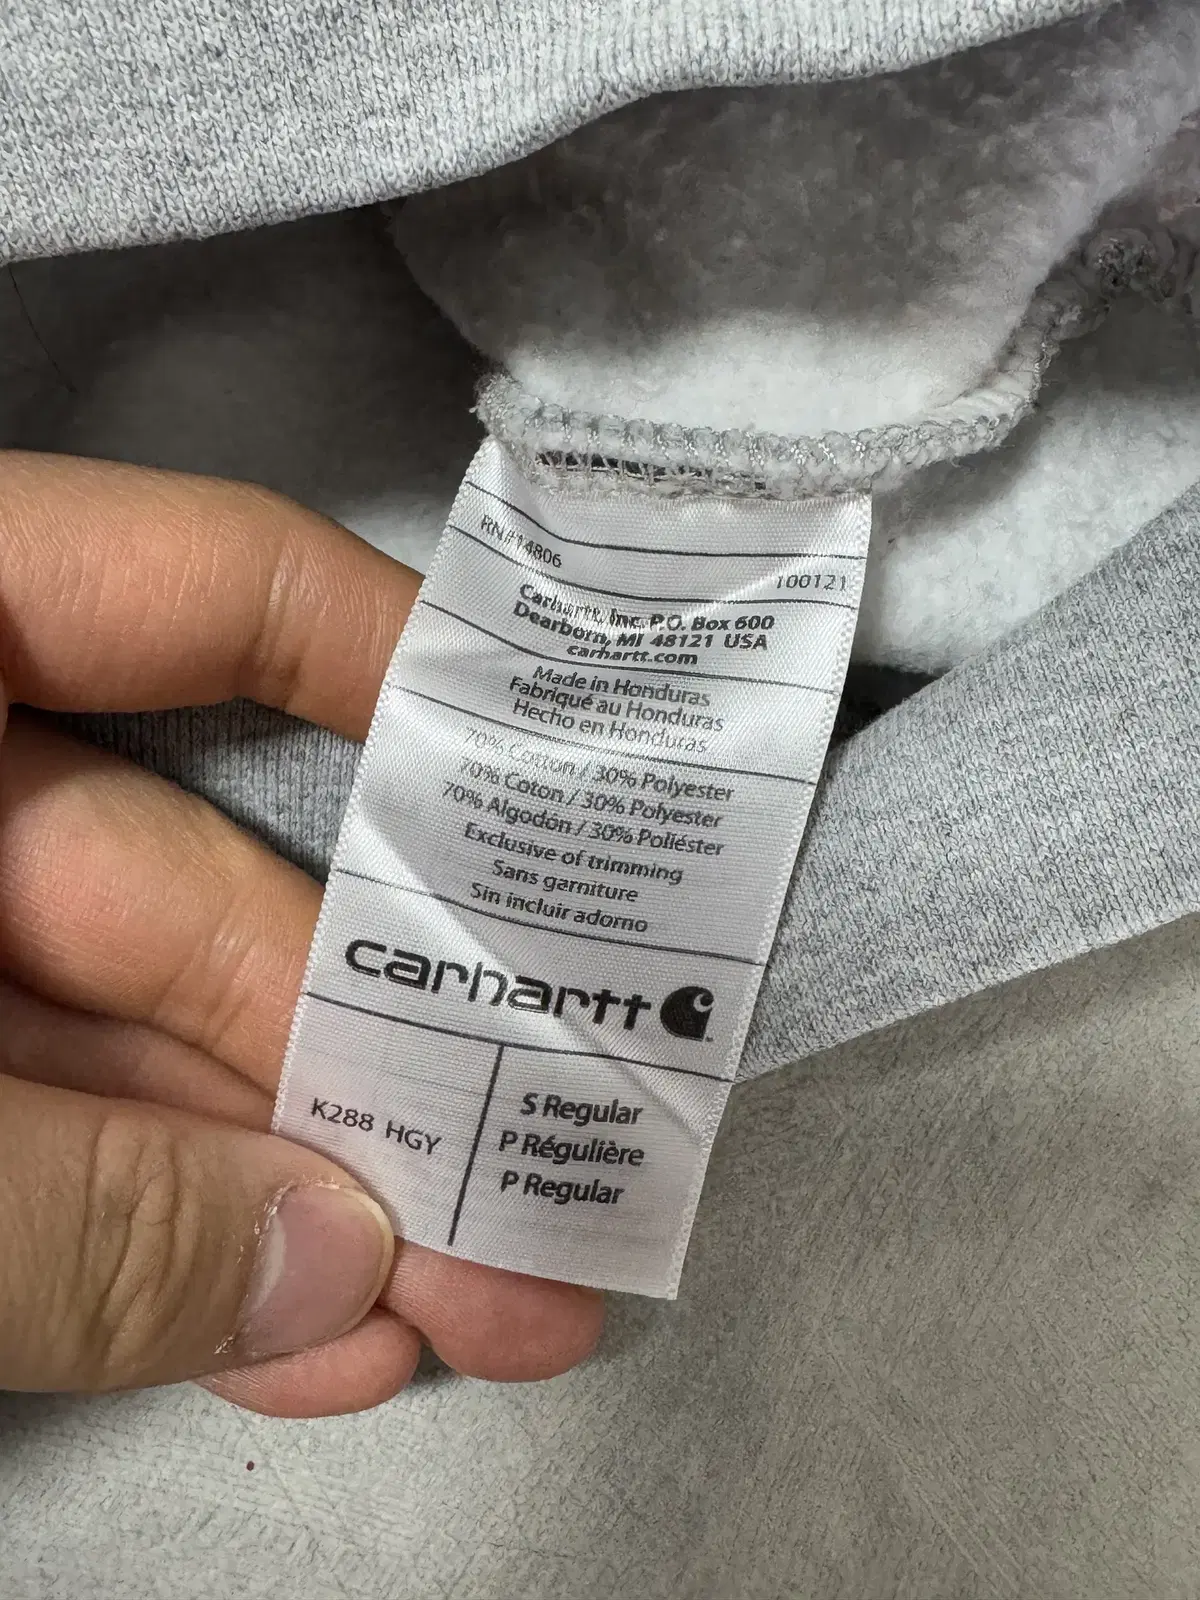 RN#14806
100121
Carhartt, Inc. P.O. Box 600
Dearborn, MI 48121 USA
carhartt.com
Made in Honduras
Fabriqué au Honduras
Hecho en Honduras
70% Cotton / 30% Polyester
70% Coton / 30% Polyester
70% Algodón / 30% Poliéster
Exclusive of trimming
Sans garniture
Sin incluir adorno
carhartt
K288 HGY
S Regular
P Régulière
P Regular